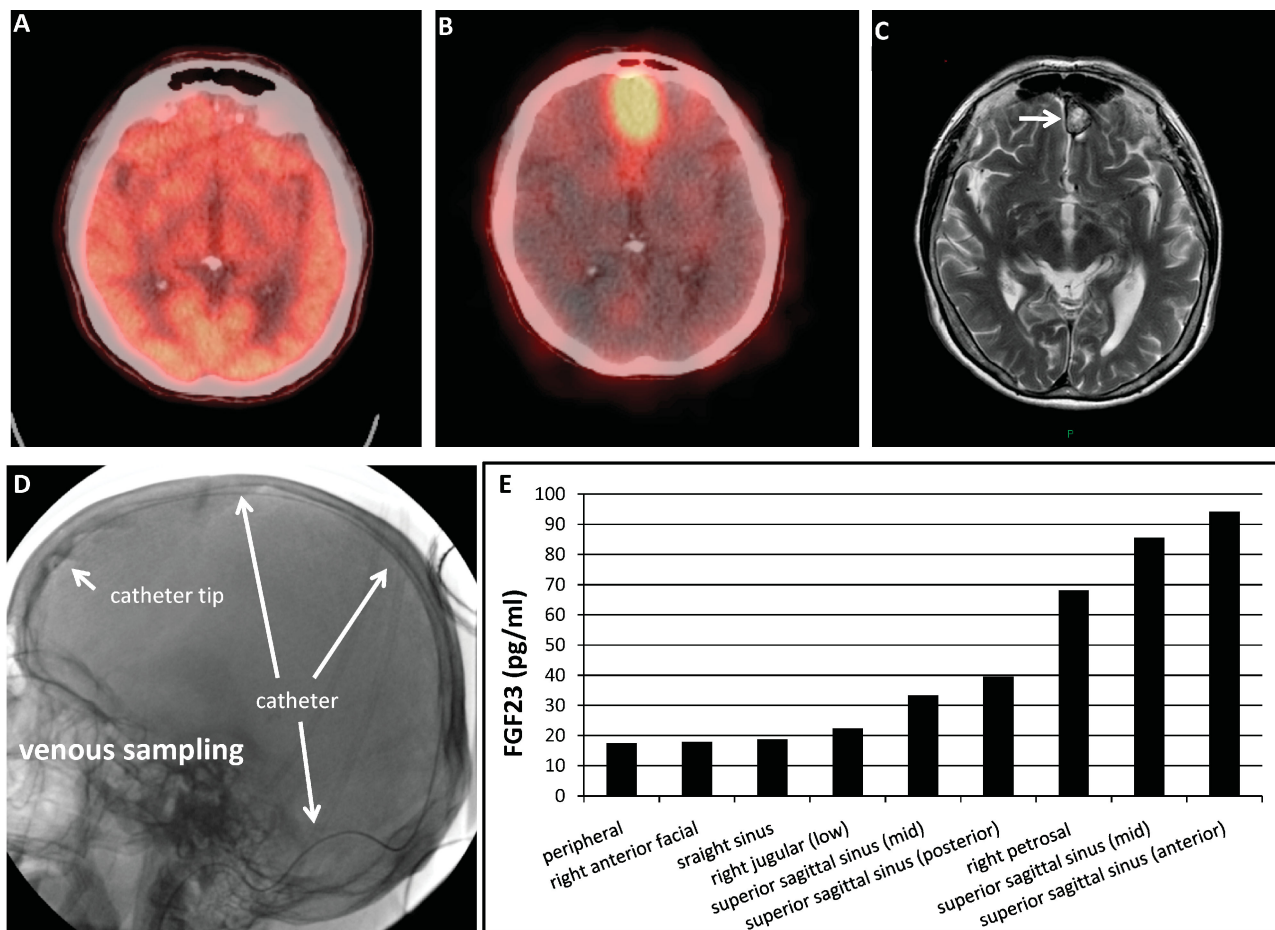 A
B
C
P
D
catheter tip
catheter
venous sampling
E
FGF23 (pg/ml)
100
90
80
70
60
50
40
30
20
10
0
peripheral
right anterior facial
sraight sinus
right jugular (low)
superior sagittal sinus (mid)
superior sagittal sinus (posterior)
right petrosal
superior sagittal sinus (mid)
superior sagittal sinus (anterior)